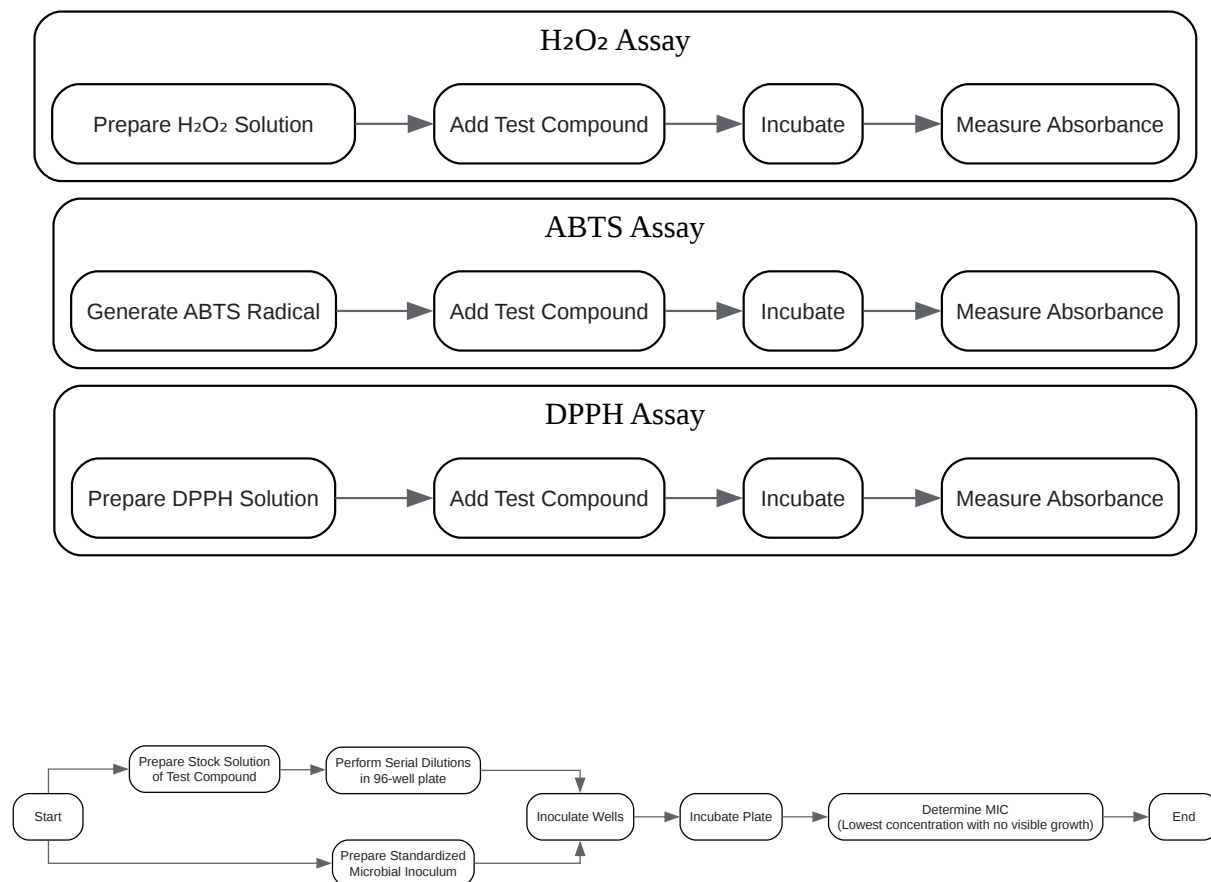 H₂O₂ Assay
Prepare H₂O₂ Solution
Add Test Compound
Incubate
Measure Absorbance
ABTS Assay
Generate ABTS Radical
Add Test Compound
Incubate
Measure Absorbance
DPPH Assay
Prepare DPPH Solution
Add Test Compound
Incubate
Measure Absorbance
Start
Prepare Stock Solution
of Test Compound
Perform Serial Dilutions
in 96-well plate
Prepare Standardized
Microbial Inoculum
Inoculate Wells
Incubate Plate
Determine MIC
(Lowest concentration with no visible growth)
End